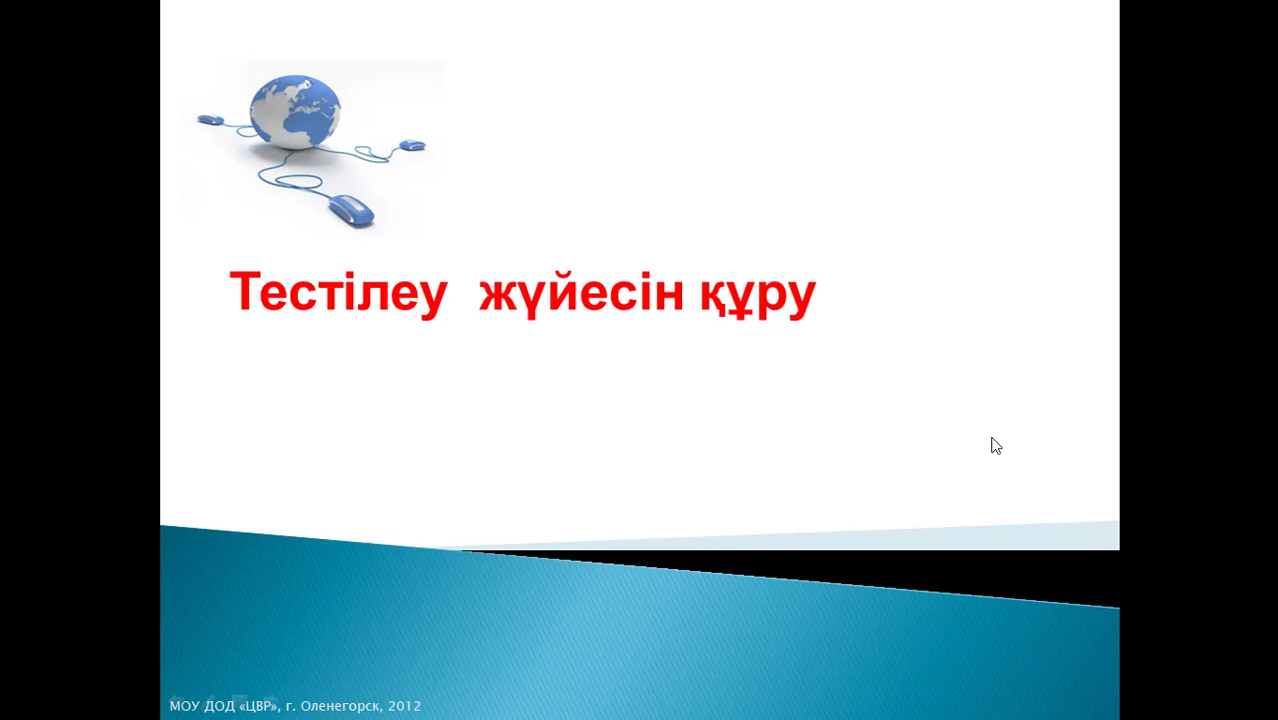 Тестілеу жүйесін құру
МОУ ДОД «ЦВР», г. Оленегорск, 2012